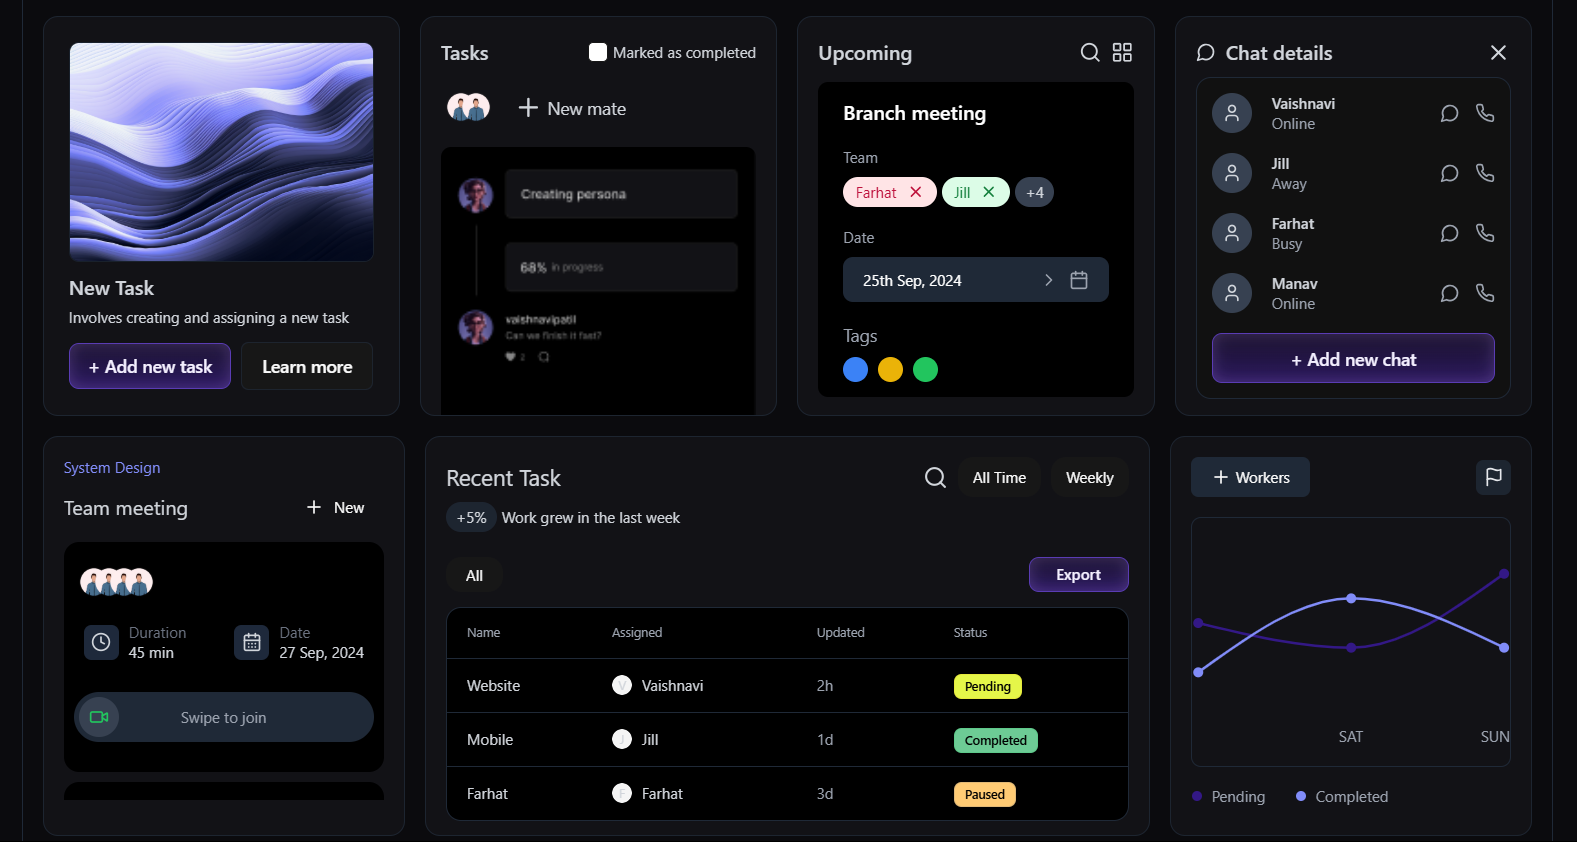 New Task
Involves creating and assigning a new task
+ Add new task
Learn more
Tasks
Marked as completed
New mate
Creating persona
68% in progress
vaishnavipatil
Can we finish it fast?
2
Upcoming
Branch meeting
Team
Farhat
Jill
+4
Date
25th Sep, 2024
Tags
Chat details
Vaishnavi
Online
Jill
Away
Farhat
Busy
Manav
Online
+ Add new chat
System Design
Team meeting
New
Duration
45 min
Date
27 Sep, 2024
Swipe to join
Recent Task
All Time
Weekly
+5% Work grew in the last week
All
Export
Name Assigned Updated Status
Website V Vaishnavi 2h Pending
Mobile J Jill 1d Completed
Farhat F Farhat 3d Paused
Workers
SAT SUN
Pending Completed